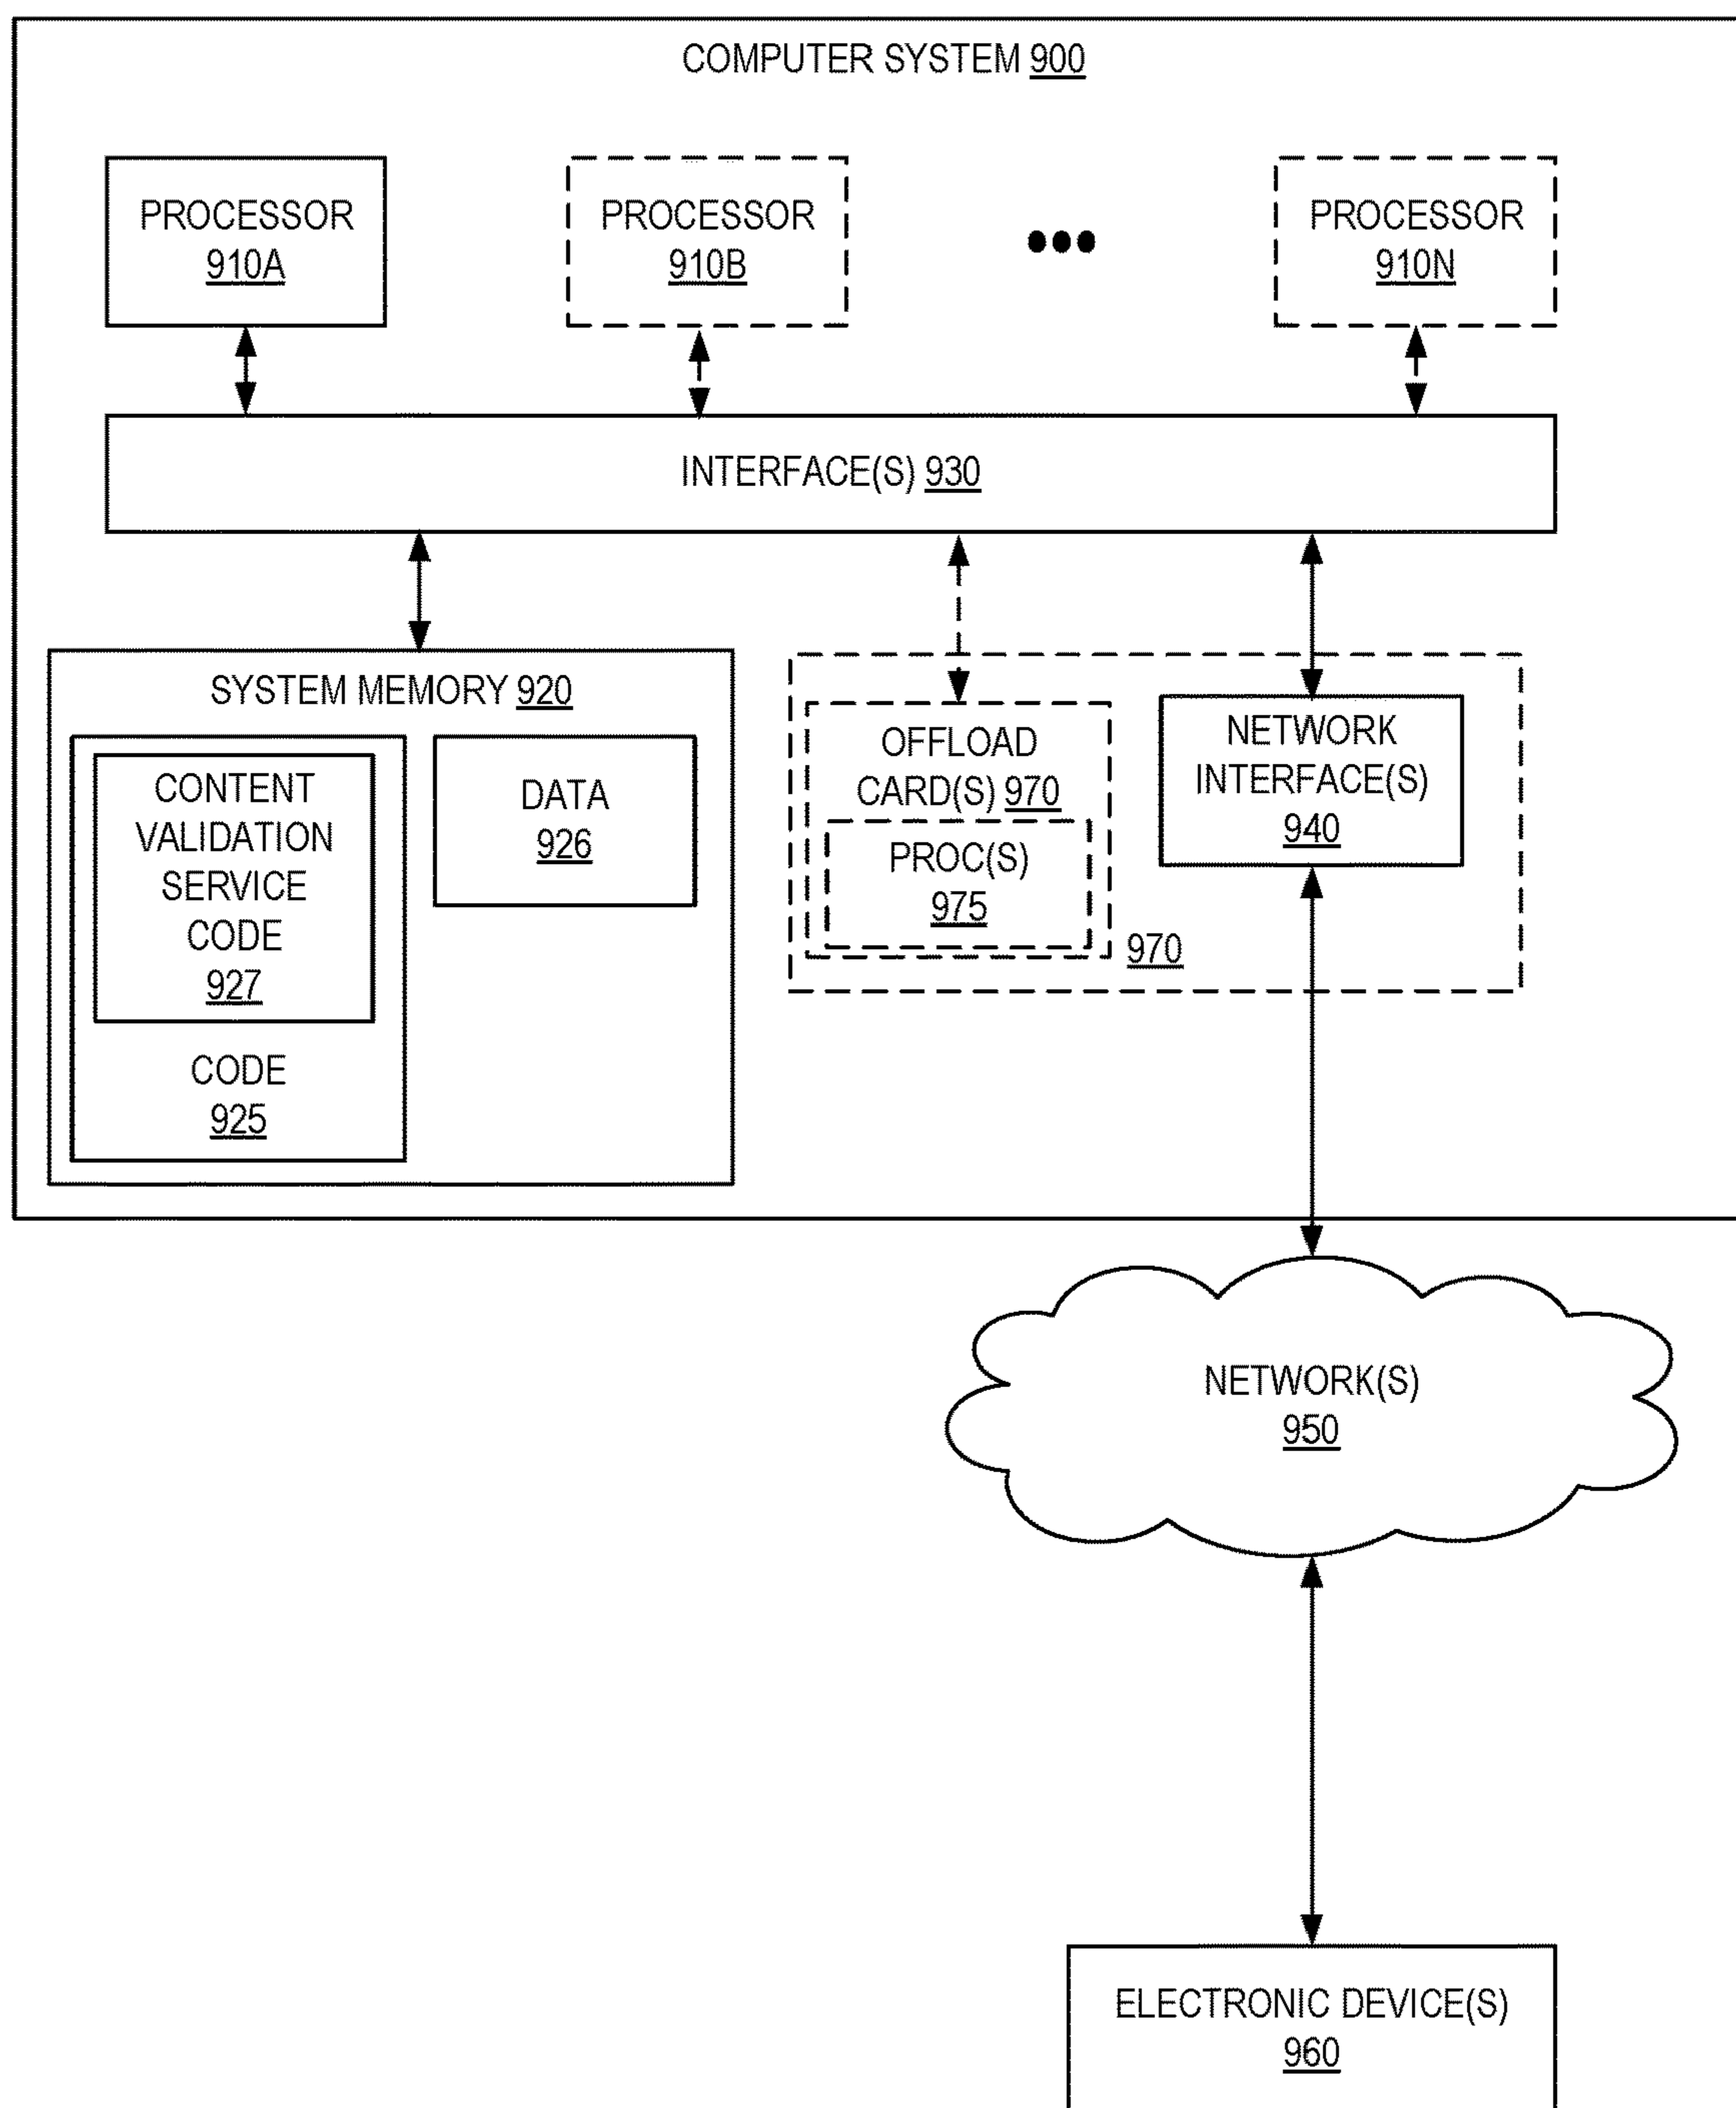 COMPUTER SYSTEM 900
PROCESSOR
910A
PROCESSOR
910B
PROCESSOR
910N
INTERFACE(S) 930
SYSTEM MEMORY 920
CONTENT
VALIDATION
SERVICE
CODE
927
CODE
925
DATA
926
OFFLOAD
CARD(S) 970
PROC(S)
975
970
NETWORK
INTERFACE(S)
940
NETWORK(S)
950
ELECTRONIC DEVICE(S)
960